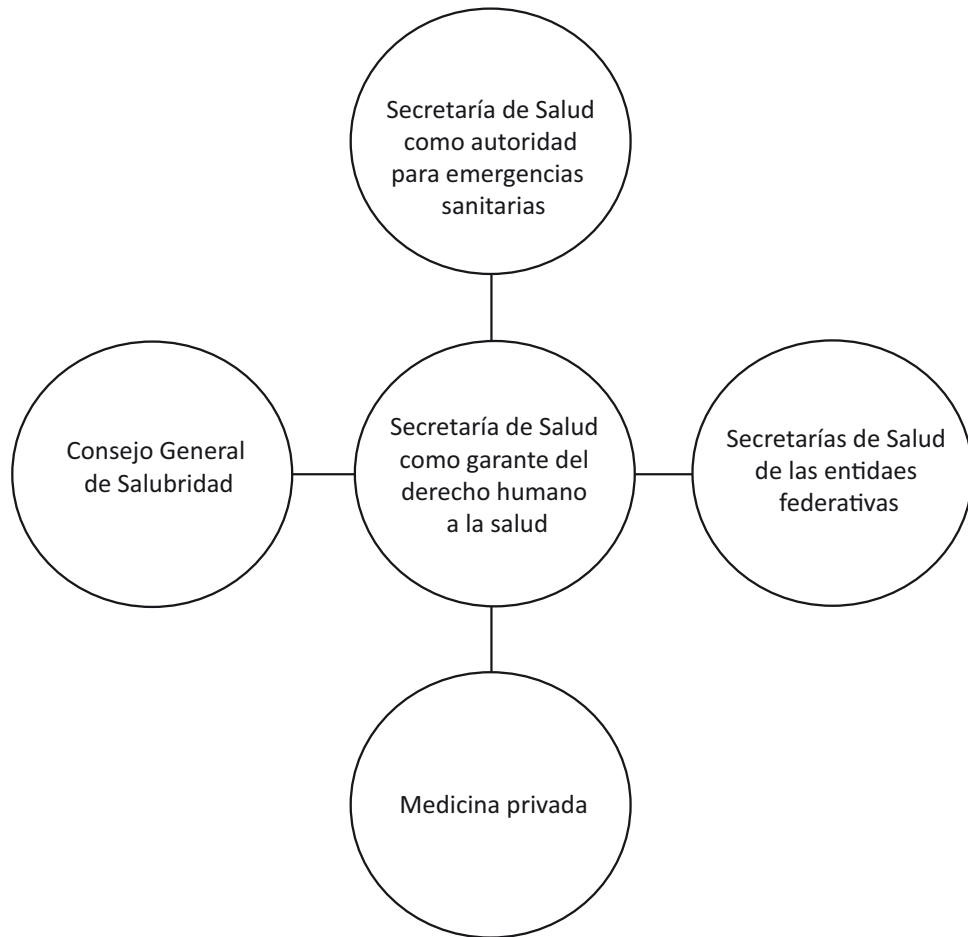 Secretaría de Salud
como autoridad
para emergencias
sanitarias
Consejo General
de Salubridad
Secretaría de Salud
como garante del
derecho humano
a la salud
Secretarías de Salud
de las entidaes
federativas
Medicina privada